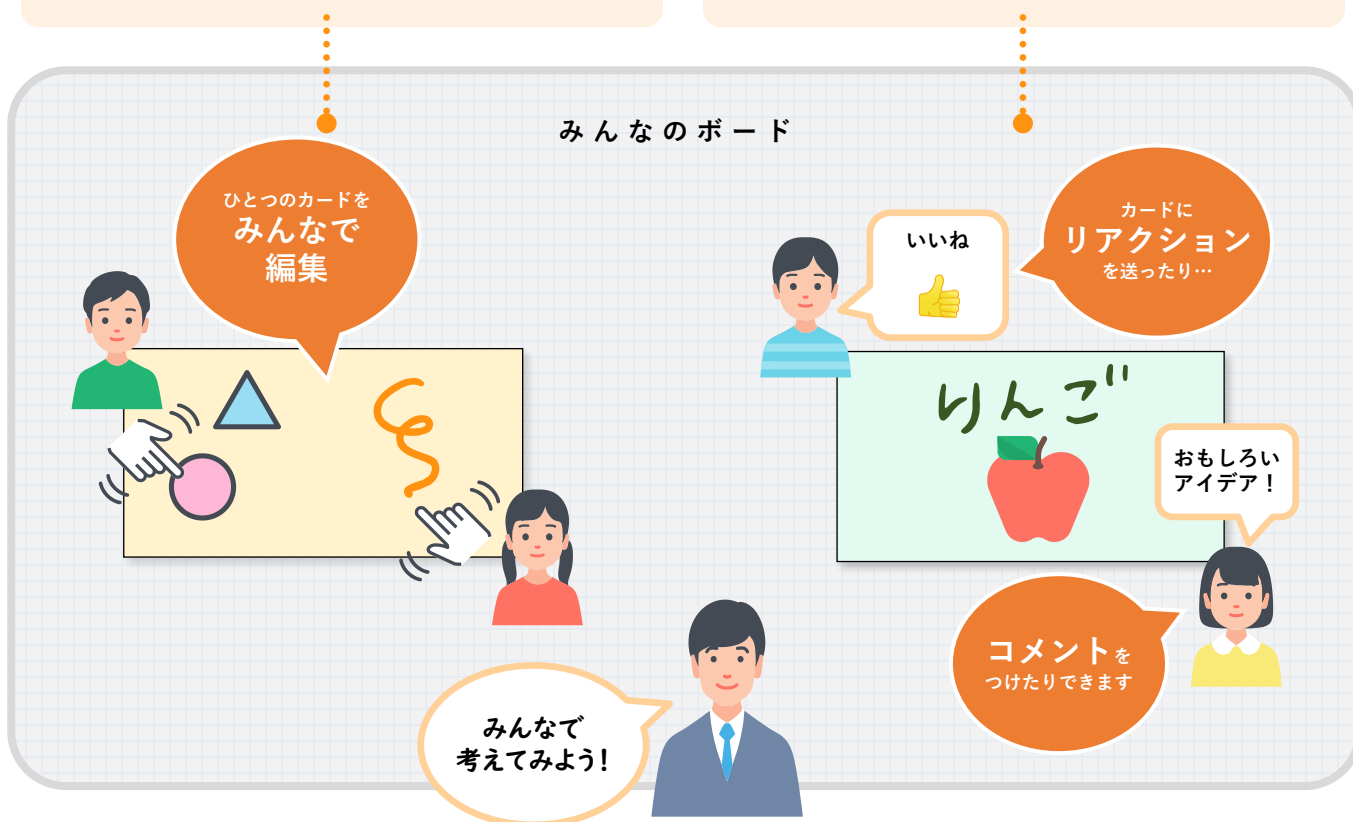 みんなのボード
ひとつのカードを
みんなで
編集
いいね
カードに
リアクション
を送ったり…
りんご
おもしろい
アイデア！
コメントを
つけたりできます
みんなで
考えてみよう！